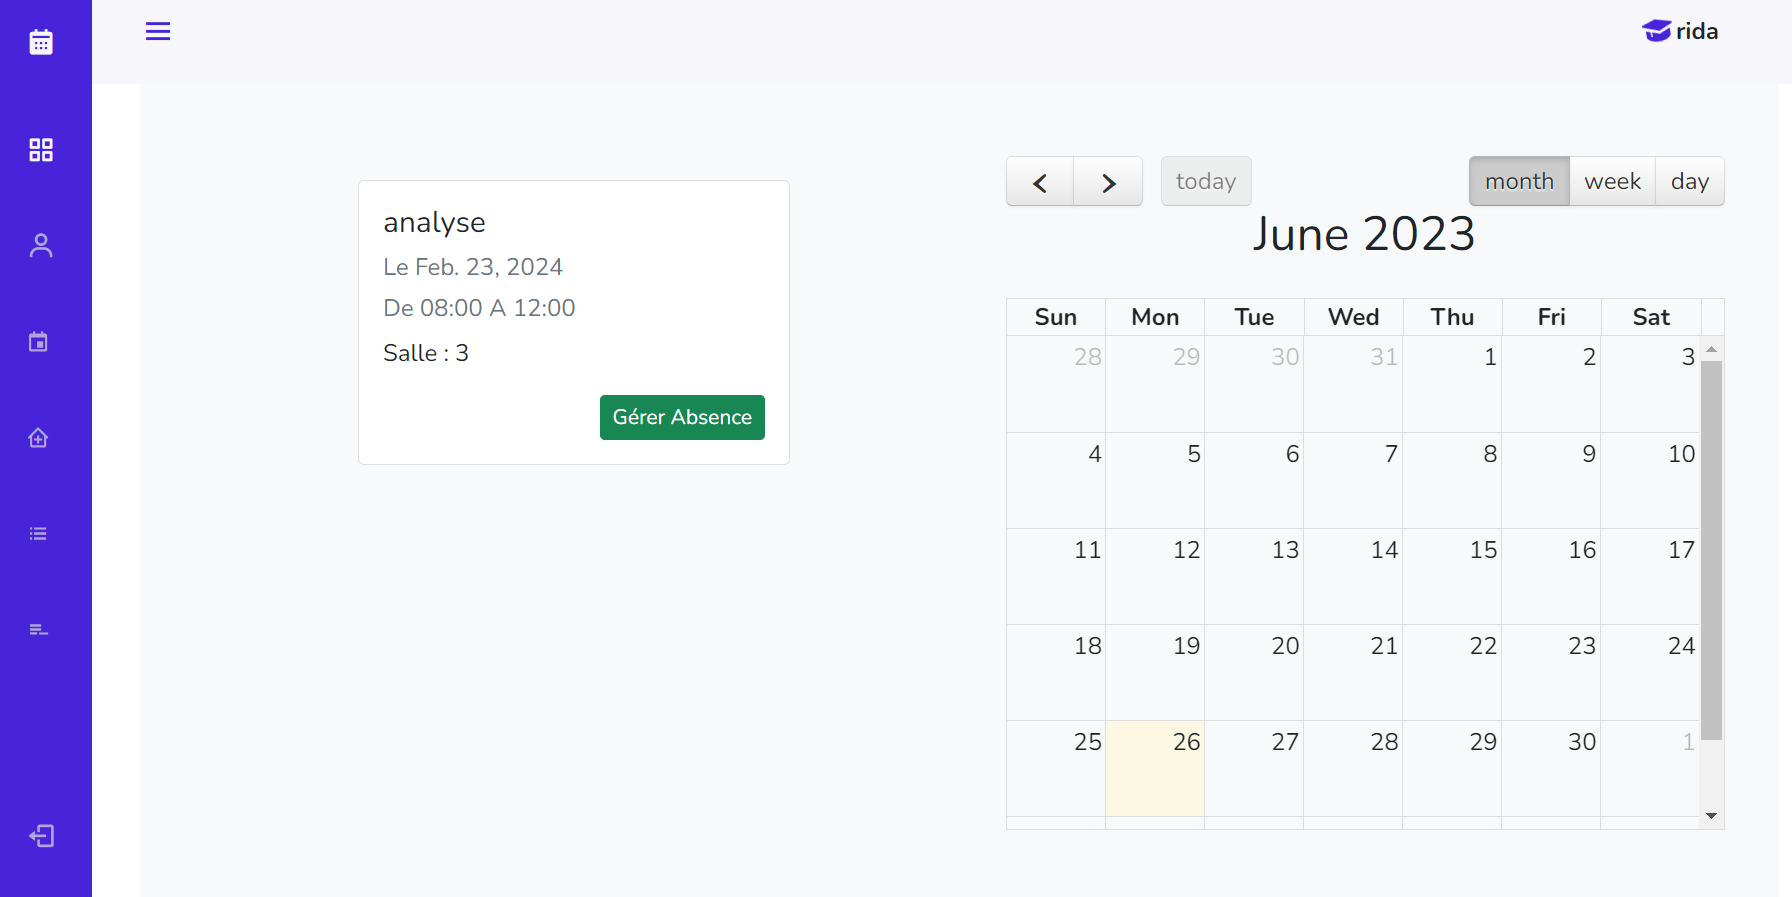 rida
analyse
Le Feb. 23, 2024
De 08:00 A 12:00
Salle : 3
Gérer Absence
today
month week day
June 2023
Sun Mon Tue Wed Thu Fri Sat
28 29 30 31 1 2 3
4 5 6 7 8 9 10
11 12 13 14 15 16 17
18 19 20 21 22 23 24
25 26 27 28 29 30 1